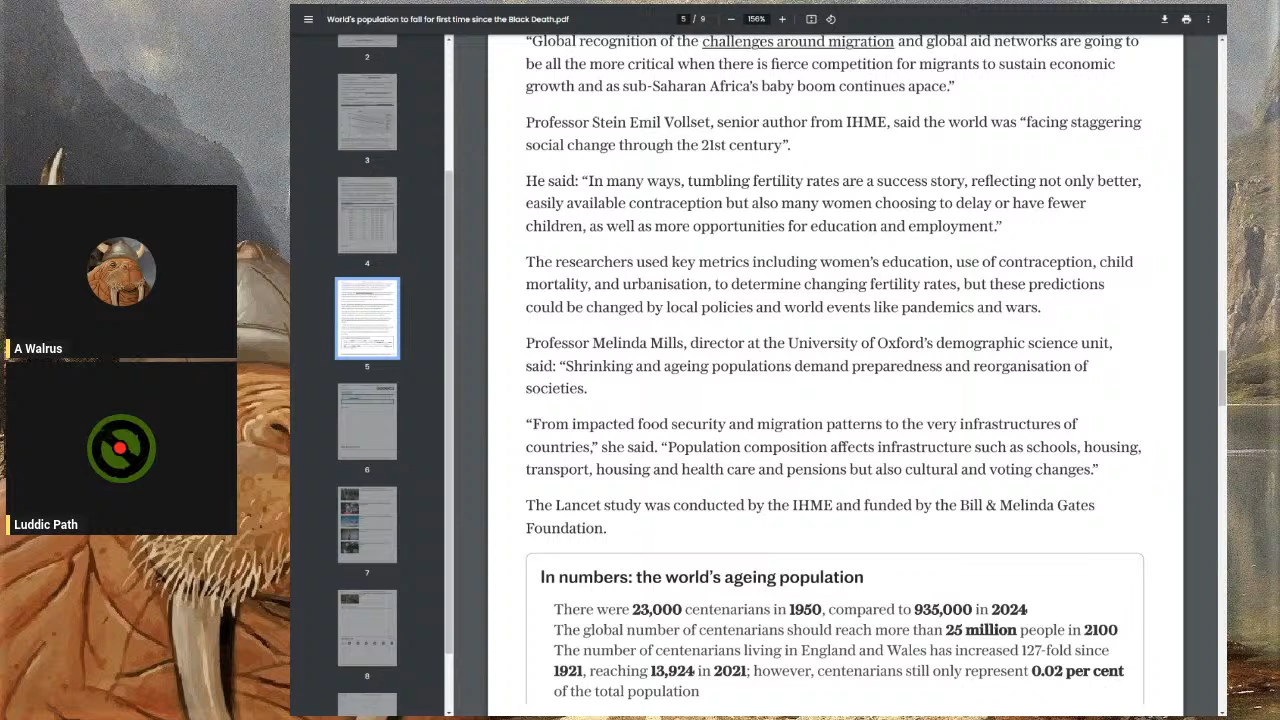 World's population to fall for first time since the Black Death.pdf
5 / 9
156%
2
3
4
5
6
7
8
A Walrus
Luddic Path
“Global recognition of the challenges around migration and global aid networks are going to
be all the more critical when there is fierce competition for migrants to sustain economic
growth and as sub-Saharan Africa's baby boom continues apace.”
Professor Stein Emil Vollset, senior author from IHME, said the world was “facing staggering
social change through the 21st century”.
He said: “In many ways, tumbling fertility rates are a success story, reflecting not only better,
easily available contraception but also many women choosing to delay or have fewer
children, as well as more opportunities for education and employment.”
The researchers used key metrics including women's education, use of contraception, child
mortality, and urbanisation, to determine changing fertility rates, but these predictions
could be changed by local policies and world events like pandemics and wars.
Professor Melinda Mills, director at the University of Oxford's demographic science unit,
said: “Shrinking and ageing populations demand preparedness and reorganisation of
societies.
“From impacted food security and migration patterns to the very infrastructures of
countries,” she said. “Population composition affects infrastructure such as schools, housing,
transport, housing and health care and pensions but also cultural and voting changes.”
The Lancet study was conducted by the IHME and funded by the Bill & Melinda Gates
Foundation.
In numbers: the world's ageing population
There were 23,000 centenarians in 1950, compared to 935,000 in 2024
The global number of centenarians should reach more than 25 million people in 2100
The number of centenarians living in England and Wales has increased 127-fold since
1921, reaching 13,924 in 2021; however, centenarians still only represent 0.02 per cent
of the total population